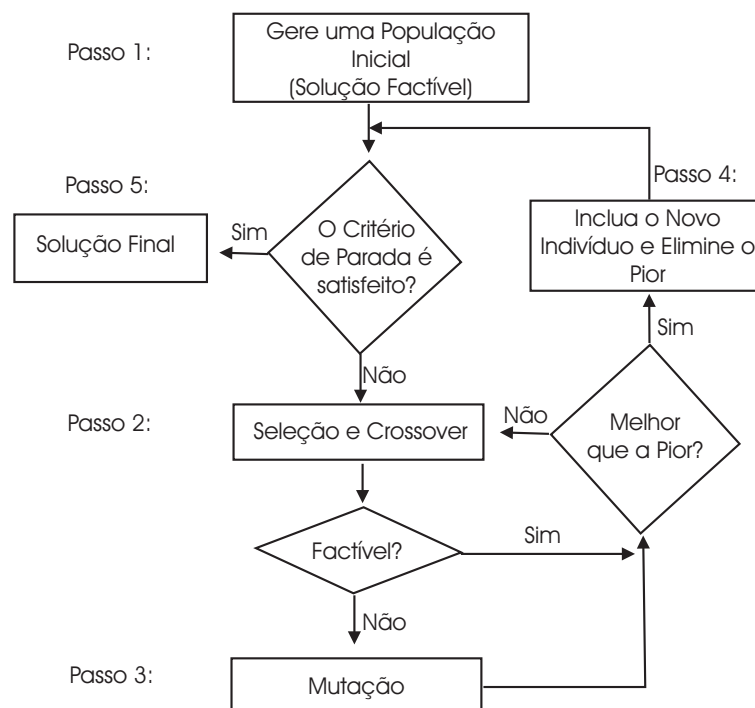 Passo 1:
Gere uma População
Inicial
(Solução Factível)
Passo 5:
Passo 4:
Solução Final
Sim
O Critério
de Parada é
satisfeito?
Inclua o Novo
Indivíduo e Elimine o
Pior
Sim
Não
Passo 2:
Seleção e Crossover
Não
Melhor
que a Pior?
Factível?
Sim
Não
Passo 3:
Mutação